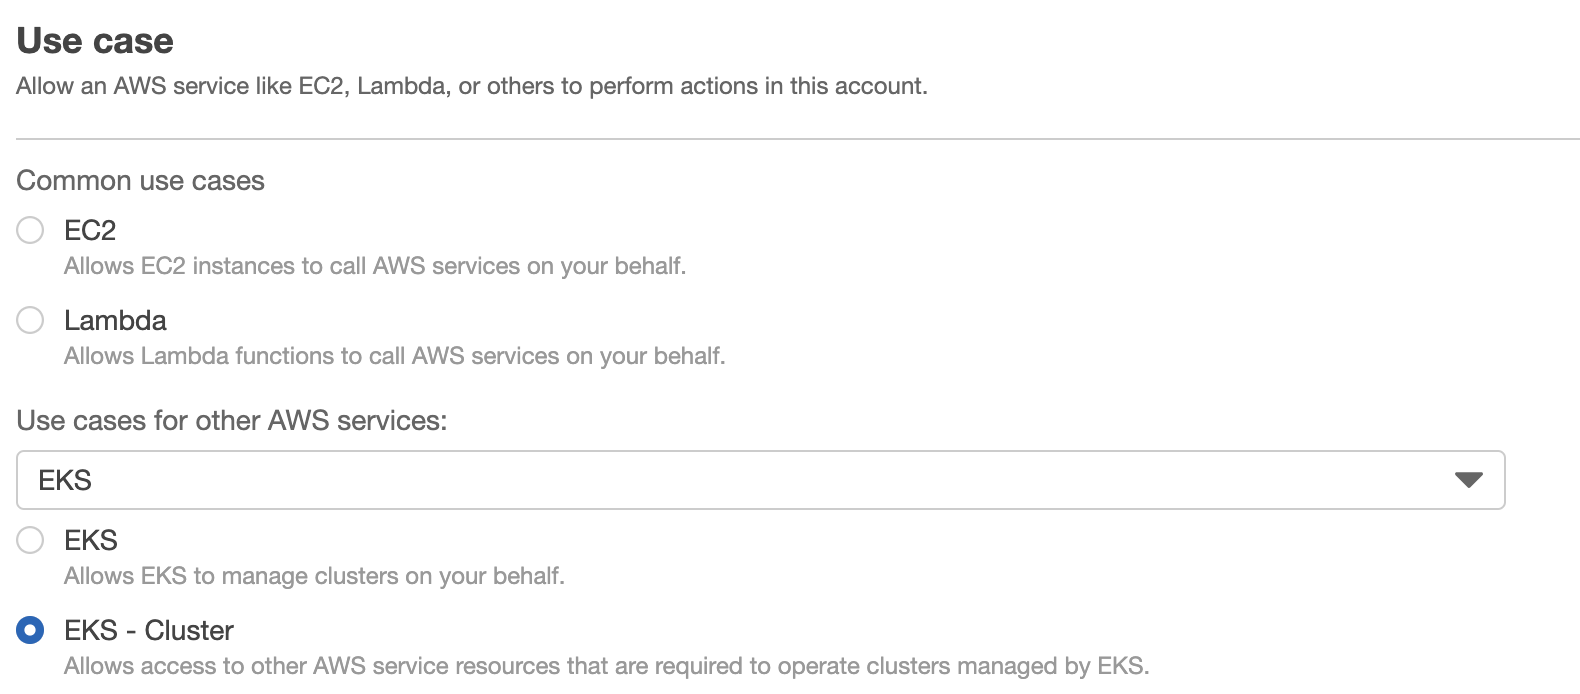 Use case
Allow an AWS service like EC2, Lambda, or others to perform actions in this account.
Common use cases
EC2
Allows EC2 instances to call AWS services on your behalf.
Lambda
Allows Lambda functions to call AWS services on your behalf.
Use cases for other AWS services:
EKS
EKS
Allows EKS to manage clusters on your behalf.
EKS - Cluster
Allows access to other AWS service resources that are required to operate clusters managed by EKS.